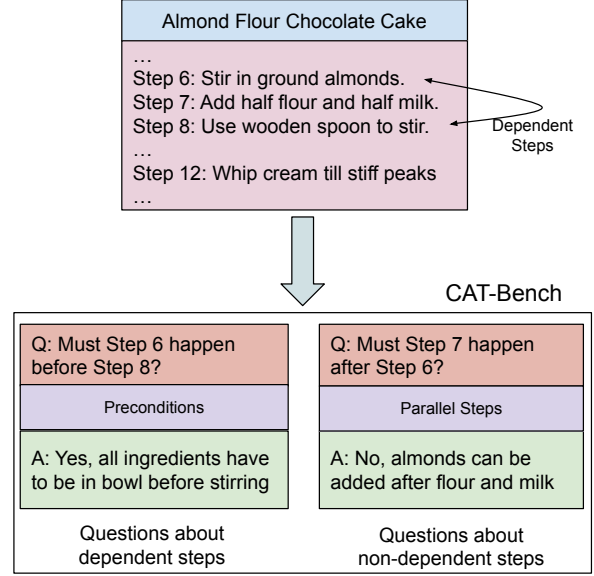 Almond Flour Chocolate Cake
…
Step 6: Stir in ground almonds.
Step 7: Add half flour and half milk.
Step 8: Use wooden spoon to stir.
…
Step 12: Whip cream till stiff peaks
…
Dependent
Steps
CAT-Bench
Q: Must Step 6 happen
before Step 8?
Preconditions
A: Yes, all ingredients have
to be in bowl before stirring
Questions about
dependent steps
Q: Must Step 7 happen
after Step 6?
Parallel Steps
A: No, almonds can be
added after flour and milk
Questions about
non-dependent steps